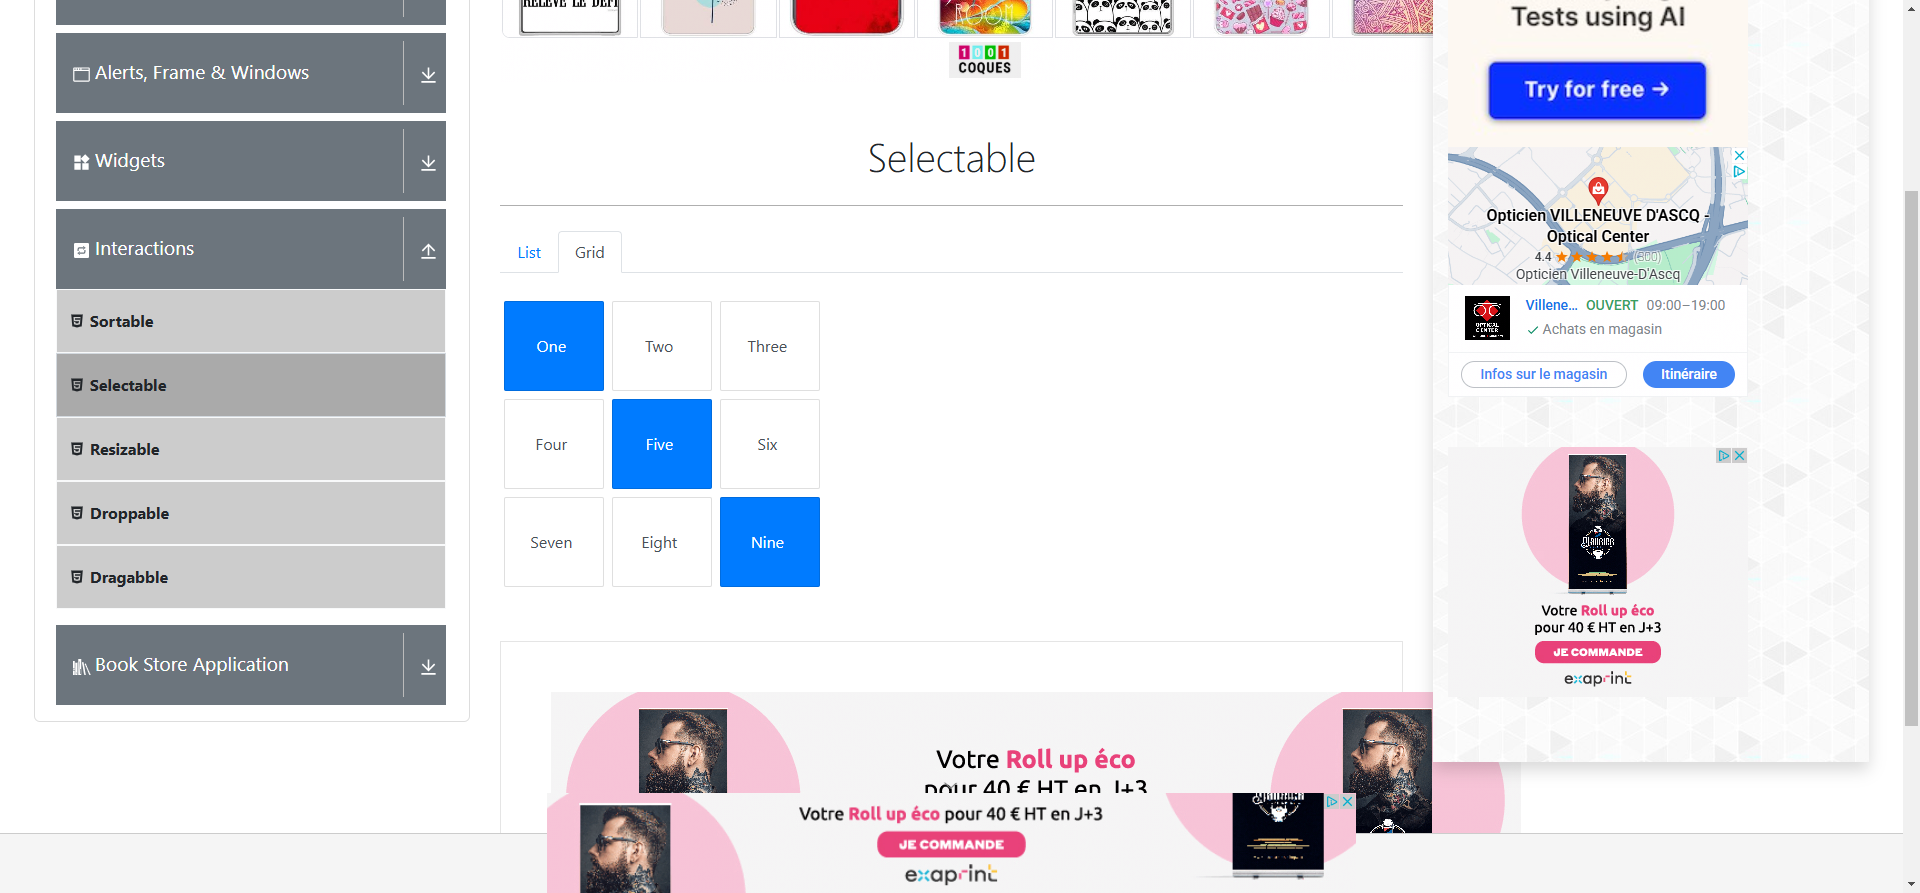 RELEVE LE DEFI
ROOM
1001
COQUES
Alerts, Frame & Windows
Widgets
Interactions
Sortable
Selectable
Resizable
Droppable
Dragabble
Book Store Application
Selectable
List
Grid
One
Two
Three
Four
Five
Six
Seven
Eight
Nine
Tests using AI
Try for free →
Opticien VILLENEUVE D'ASCQ -
Optical Center
4.4 (300)
Opticien Villeneuve-D'Ascq
OPTICAL
CENTER
Villene... OUVERT 09:00–19:00
Achats en magasin
Infos sur le magasin
Itinéraire
Votre Roll up éco
pour 40 € HT en J+3
JE COMMANDE
exaprint
Votre Roll up éco
pour 40 € HT en J+3
Votre Roll up éco pour 40 € HT en J+3
JE COMMANDE
exaprint